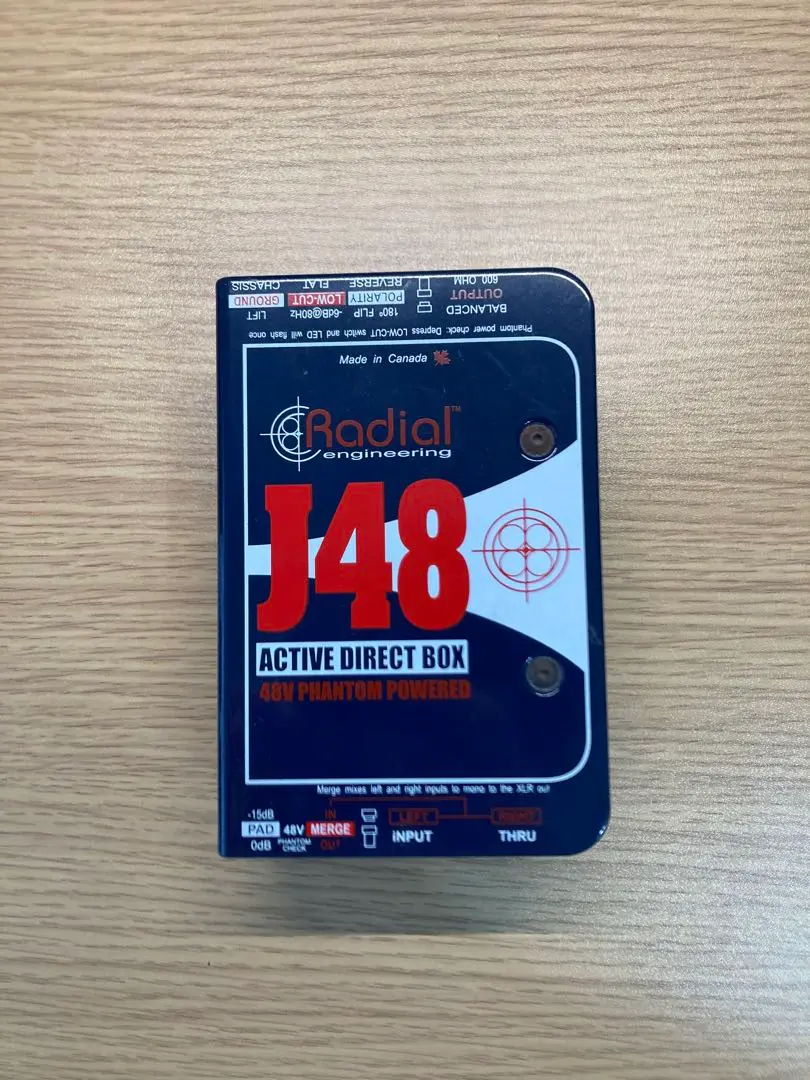 CHASSIS FLAT REVERSE 600 OHM
GROUND LOW-CUT POLARITY OUTPUT
LIFT -6dB@80Hz 180° FLIP BALANCED
Phantom power check: Depress LOW-CUT switch and LED will flash once
Made in Canada
Radial™
engineering
J48
ACTIVE DIRECT BOX
48V PHANTOM POWERED
Merge mixes left and right inputs to mono to the XLR out
-15dB IN LEFT RIGHT
PAD 48V MERGE INPUT THRU
0dB PHANTOM CHECK OUT